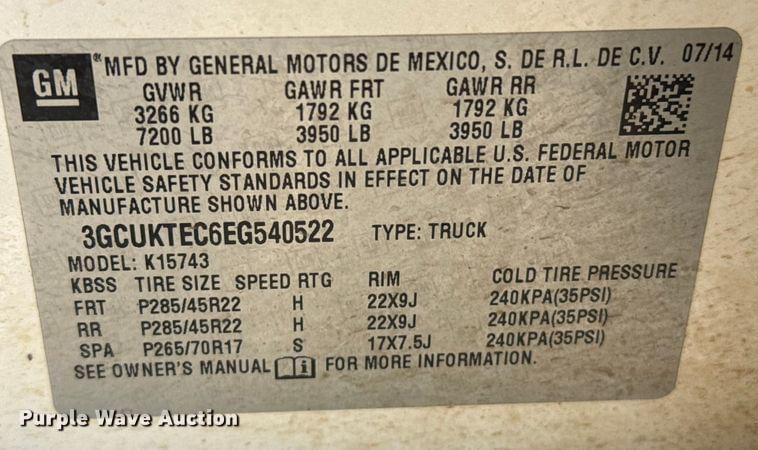 GM
MFD BY GENERAL MOTORS DE MEXICO, S. DE R.L. DE C.V. 07/14
GVWR GAWR FRT GAWR RR
3266 KG 1792 KG 1792 KG
7200 LB 3950 LB 3950 LB
THIS VEHICLE CONFORMS TO ALL APPLICABLE U.S. FEDERAL MOTOR
VEHICLE SAFETY STANDARDS IN EFFECT ON THE DATE OF
MANUFACTURE SHOWN ABOVE.
3GCUKTEC6EG540522 TYPE: TRUCK
MODEL: K15743
KBSS TIRE SIZE SPEED RTG RIM COLD TIRE PRESSURE
FRT P285/45R22 H 22X9J 240KPA(35PSI)
RR P285/45R22 H 22X9J 240KPA(35PSI)
SPA P265/70R17 S 17X7.5J 240KPA(35PSI)
SEE OWNER'S MANUAL i FOR MORE INFORMATION.
Purple Wave Auction